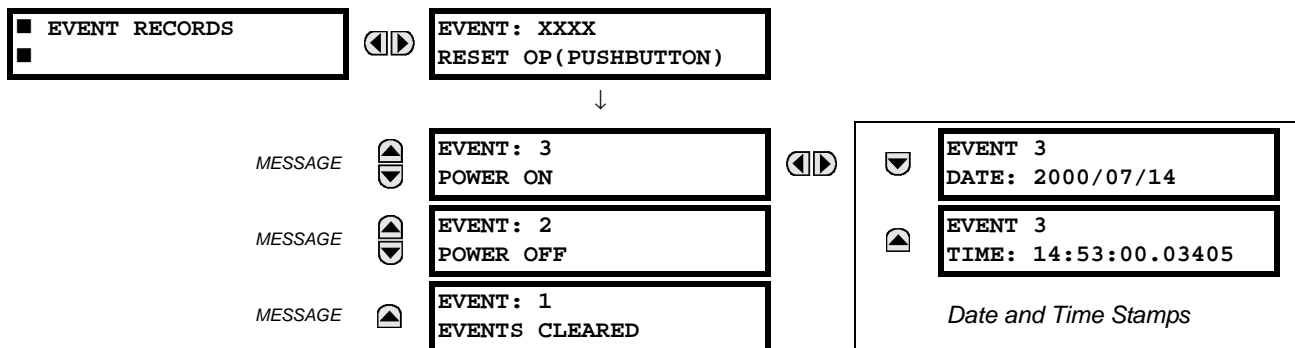 ■ EVENT RECORDS
■
EVENT: XXXX
RESET OP(PUSHBUTTON)
↓
MESSAGE
EVENT: 3
POWER ON
EVENT 3
DATE: 2000/07/14
MESSAGE
EVENT: 2
POWER OFF
EVENT 3
TIME: 14:53:00.03405
MESSAGE
EVENT: 1
EVENTS CLEARED
Date and Time Stamps